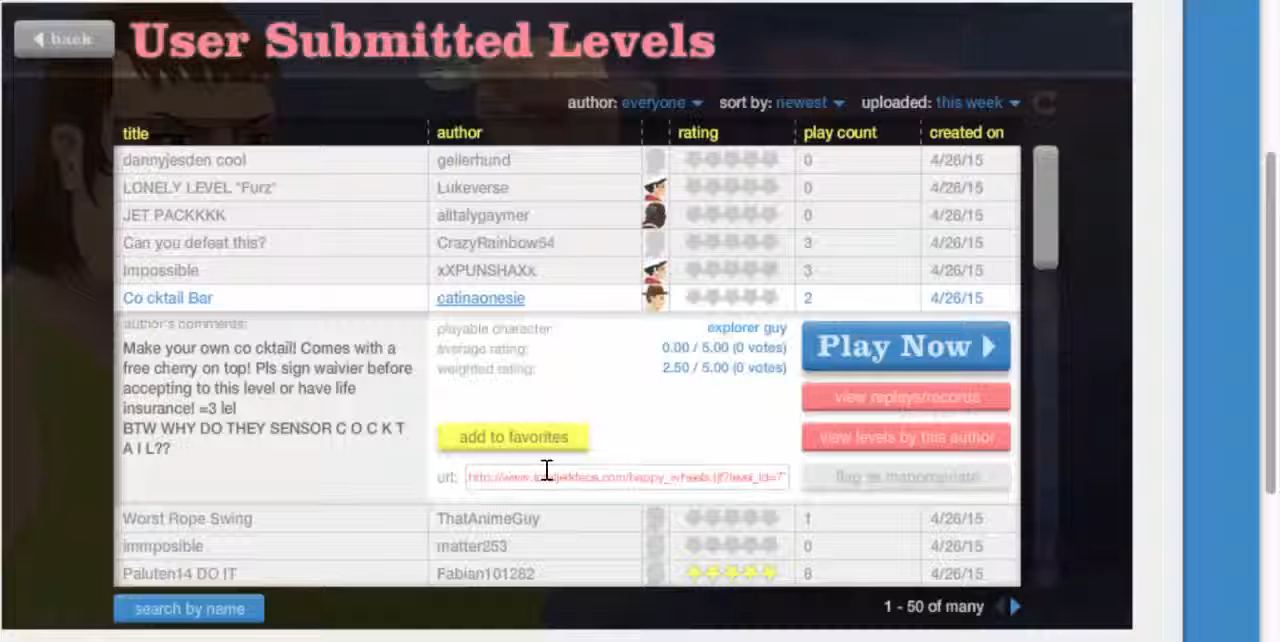 back
User Submitted Levels
author: everyone sort by: newest uploaded: this week
title author rating play count created on
dannyjesden cool gellerhund 0 4/26/15
LONELY LEVEL "Furz" Lukeverse 0 4/26/15
JET PACKKKK alitalygaymer 0 4/26/15
Can you defeat this? CrazyRainbow54 3 4/26/15
Impossible xXPUNSHAXx 3 4/26/15
Co cktail Bar catinaonesie 2 4/26/15
author's comments:
Make your own co cktail! Comes with a
free cherry on top! Pls sign waivier before
accepting to this level or have life
insurance! =3 lel
BTW WHY DO THEY SENSOR C O C K T
A I L??
playable character: explorer guy
average rating: 0.00 / 5.00 (0 votes)
weighted rating: 2.50 / 5.00 (0 votes)
add to favorites
url:
Play Now
view replays/records
view levels by this author
flag as inappropriate
Worst Rope Swing ThatAnimeGuy 1 4/26/15
immposible matter253 0 4/26/15
Paluten14 DO IT Fabian101282 4/26/15
search by name
1 - 50 of many